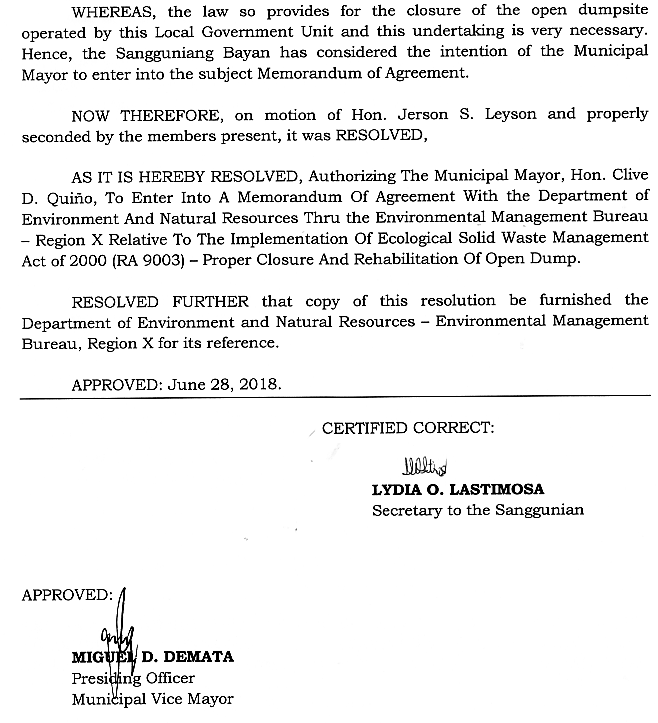 WHEREAS, the law so provides for the closure of the open dumpsite
operated by this Local Government Unit and this undertaking is very necessary.
Hence, the Sangguniang Bayan has considered the intention of the Municipal
Mayor to enter into the subject Memorandum of Agreement.
NOW THEREFORE, on motion of Hon. Jerson S. Leyson and properly
seconded by the members present, it was RESOLVED,
AS IT IS HEREBY RESOLVED, Authorizing The Municipal Mayor, Hon. Clive
D. Quiño, To Enter Into A Memorandum Of Agreement With the Department of
Environment And Natural Resources Thru the Environmental Management Bureau
– Region X Relative To The Implementation Of Ecological Solid Waste Management
Act of 2000 (RA 9003) – Proper Closure And Rehabilitation Of Open Dump.
RESOLVED FURTHER that copy of this resolution be furnished the
Department of Environment and Natural Resources – Environmental Management
Bureau, Region X for its reference.
APPROVED: June 28, 2018.
CERTIFIED CORRECT:
LYDIA O. LASTIMOSA
Secretary to the Sanggunian
APPROVED:
MIGUEL D. DEMATA
Presiding Officer
Municipal Vice Mayor